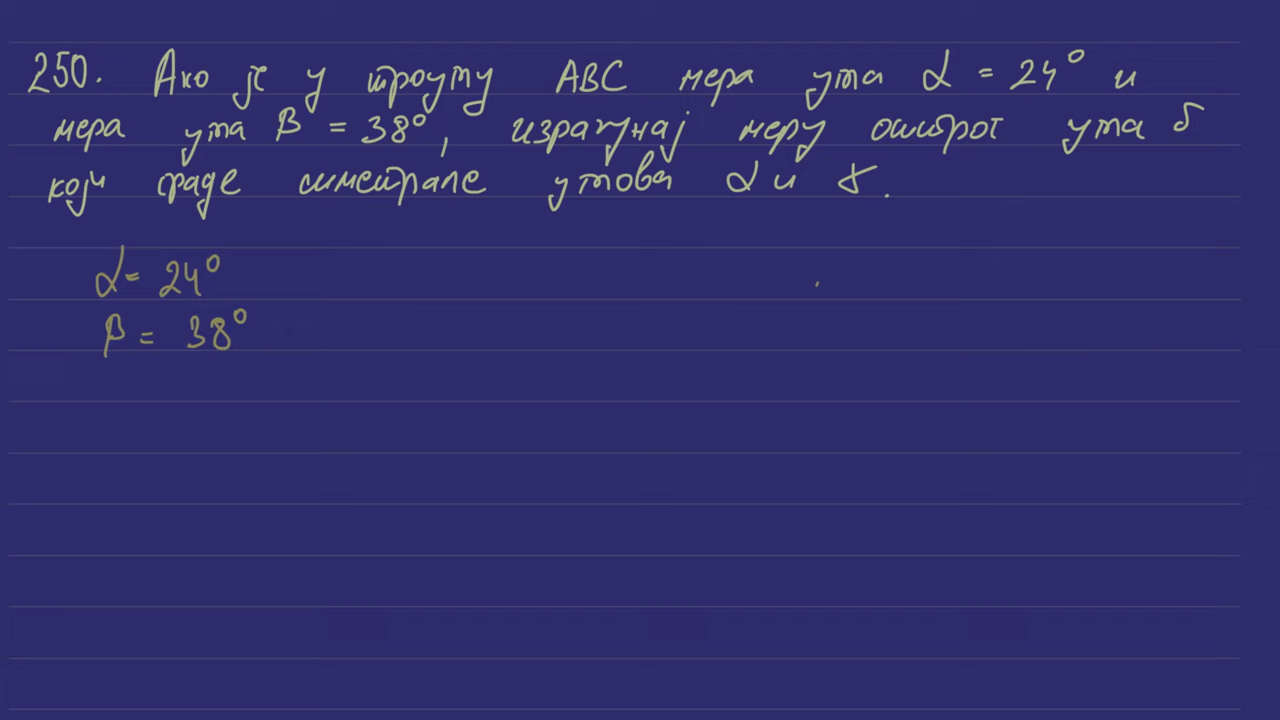 250. Ако је у троуглу ABC мера угла α = 24° и
мера угла β = 38°, израчунај меру оштрог угла δ
који граде симетрале углова α и γ.
α = 24°
β = 38°